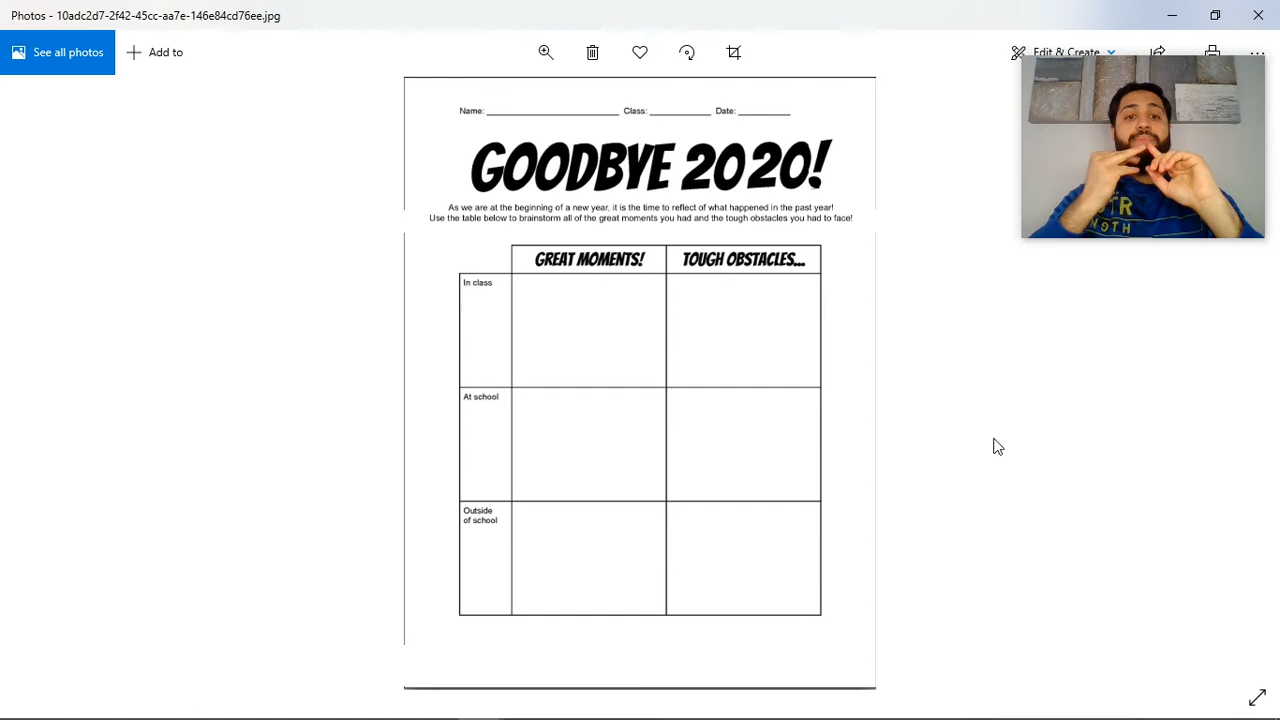 Photos - 10adc2d7-2f42-45cc-aa7e-146e84cd76ee.jpg
See all photos
Add to
Edit & Create
Name: ____________ Class: ____________ Date: ____________
GOODBYE 2020!
As we are at the beginning of a new year, it is the time to reflect of what happened in the past year!
Use the table below to brainstorm all of the great moments you had and the tough obstacles you had to face!
GREAT MOMENTS!
TOUGH OBSTACLES...
In class
At school
Outside
of school